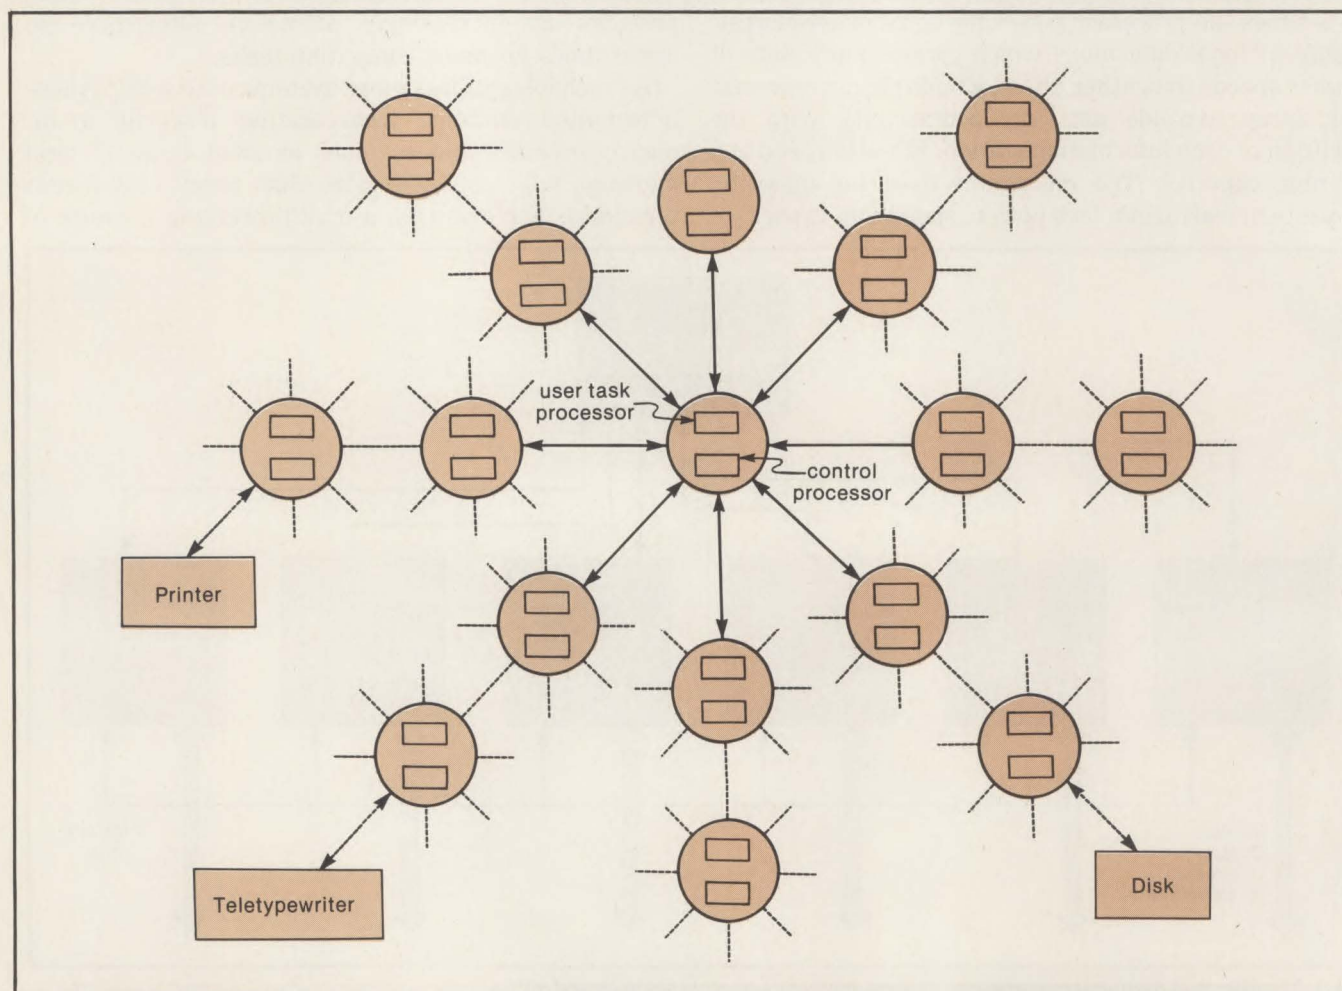 user task
processor
control
processor
Printer
Teletypewriter
Disk